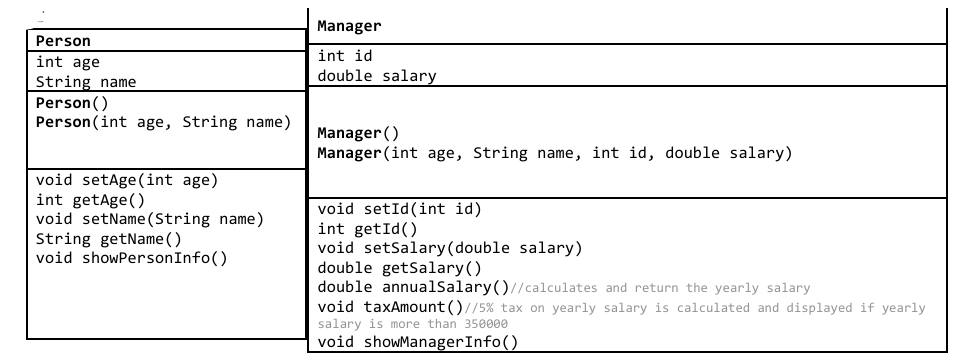 Person
int age
String name
Person()
Person(int age, String name)
void setAge(int age)
int getAge()
void setName(String name)
String getName()
void showPersonInfo()
Manager
int id
double salary
Manager()
Manager(int age, String name, int id, double salary)
void setId(int id)
int getId()
void setSalary(double salary)
double getSalary()
double annualSalary()//calculates and return the yearly salary
void taxAmount()//5% tax on yearly salary is calculated and displayed if yearly
salary is more than 350000
void showManagerInfo()